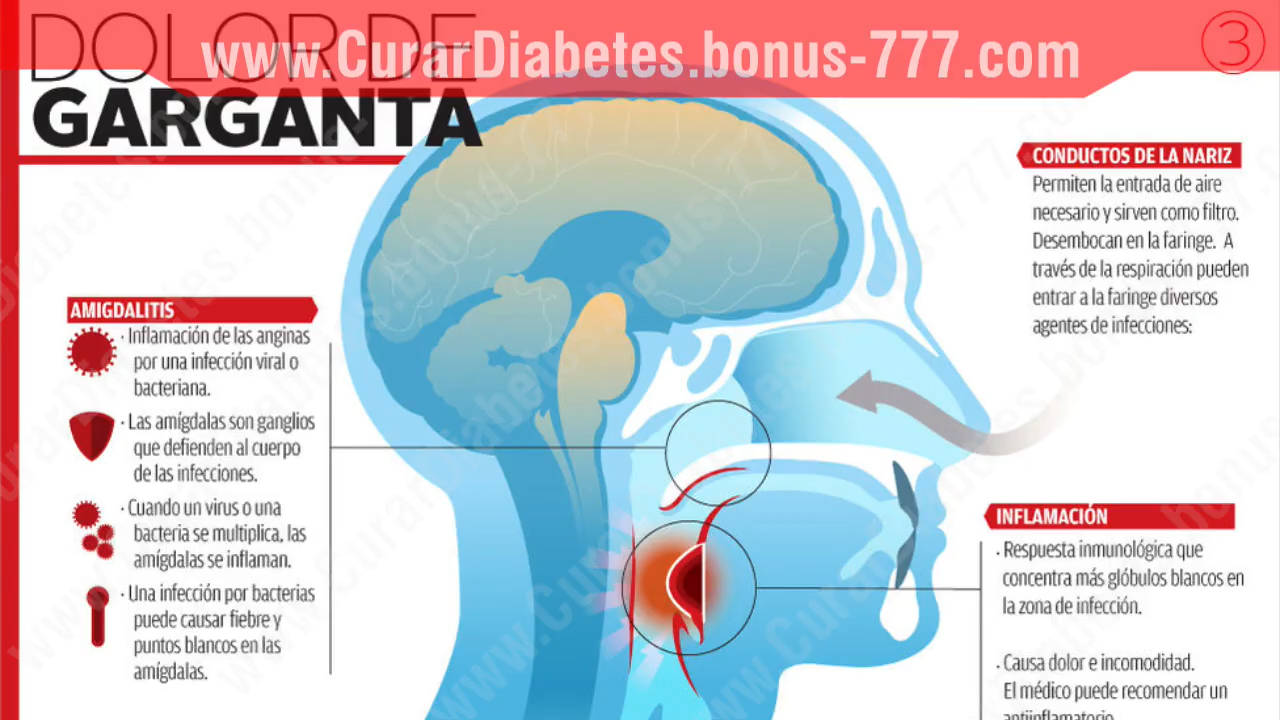 www.CurarDiabetes.bonus-777.com
3
DOLOR DE
GARGANTA
AMIGDALITIS
· Inflamación de las anginas
por una infección viral o
bacteriana.
· Las amígdalas son ganglios
que defienden al cuerpo
de las infecciones.
· Cuando un virus o una
bacteria se multiplica, las
amígdalas se inflaman.
· Una infección por bacterias
puede causar fiebre y
puntos blancos en las
amígdalas.
CONDUCTOS DE LA NARIZ
Permiten la entrada de aire
necesario y sirven como filtro.
Desembocan en la faringe. A
través de la respiración pueden
entrar a la faringe diversos
agentes de infecciones:
INFLAMACIÓN
· Respuesta inmunológica que
concentra más glóbulos blancos en
la zona de infección.
· Causa dolor e incomodidad.
El médico puede recomendar un
antiinflamatorio